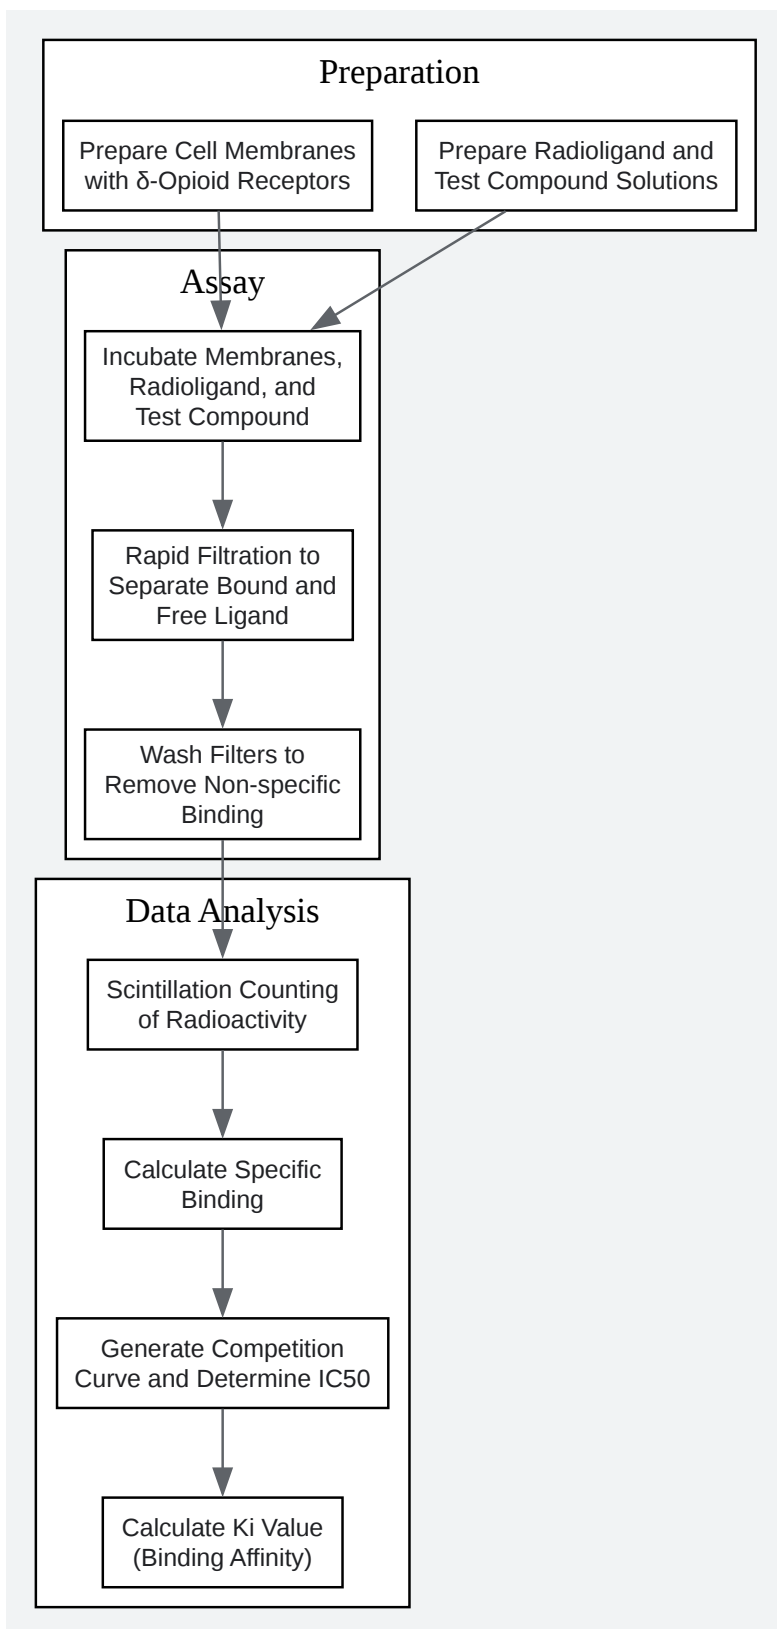 Preparation
Prepare Cell Membranes
with δ-Opioid Receptors
Prepare Radioligand and
Test Compound Solutions
Assay
Incubate Membranes,
Radioligand, and
Test Compound
Rapid Filtration to
Separate Bound and
Free Ligand
Wash Filters to
Remove Non-specific
Binding
Data Analysis
Scintillation Counting
of Radioactivity
Calculate Specific
Binding
Generate Competition
Curve and Determine IC50
Calculate Ki Value
(Binding Affinity)